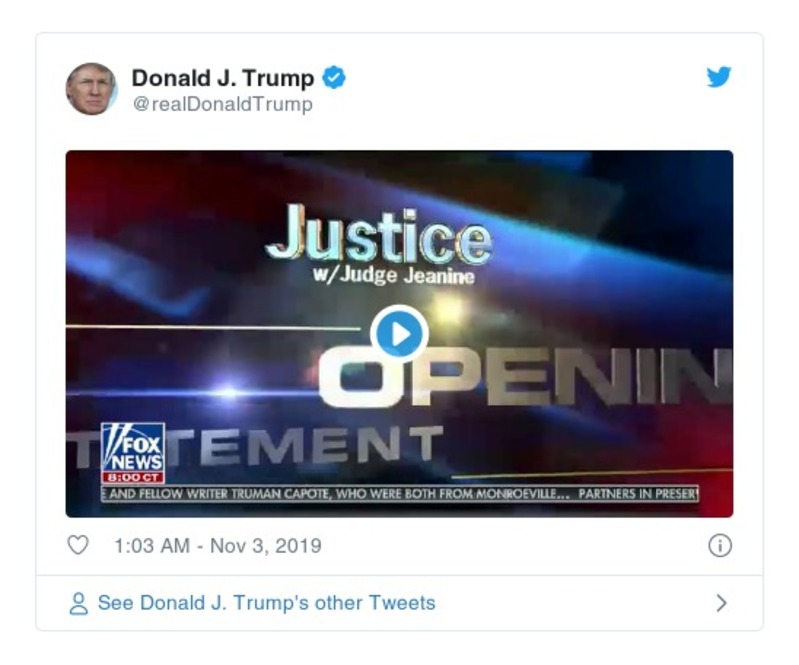 Donald J. Trump
@realDonaldTrump
Justice
w/Judge Jeanine
OPENIN
TATEMENT
FOX
NEWS
8:00 CT
E AND FELLOW WRITER TRUMAN CAPOTE, WHO WERE BOTH FROM MONROEVILLE... PARTNERS IN PRESER
1:03 AM - Nov 3, 2019
See Donald J. Trump's other Tweets